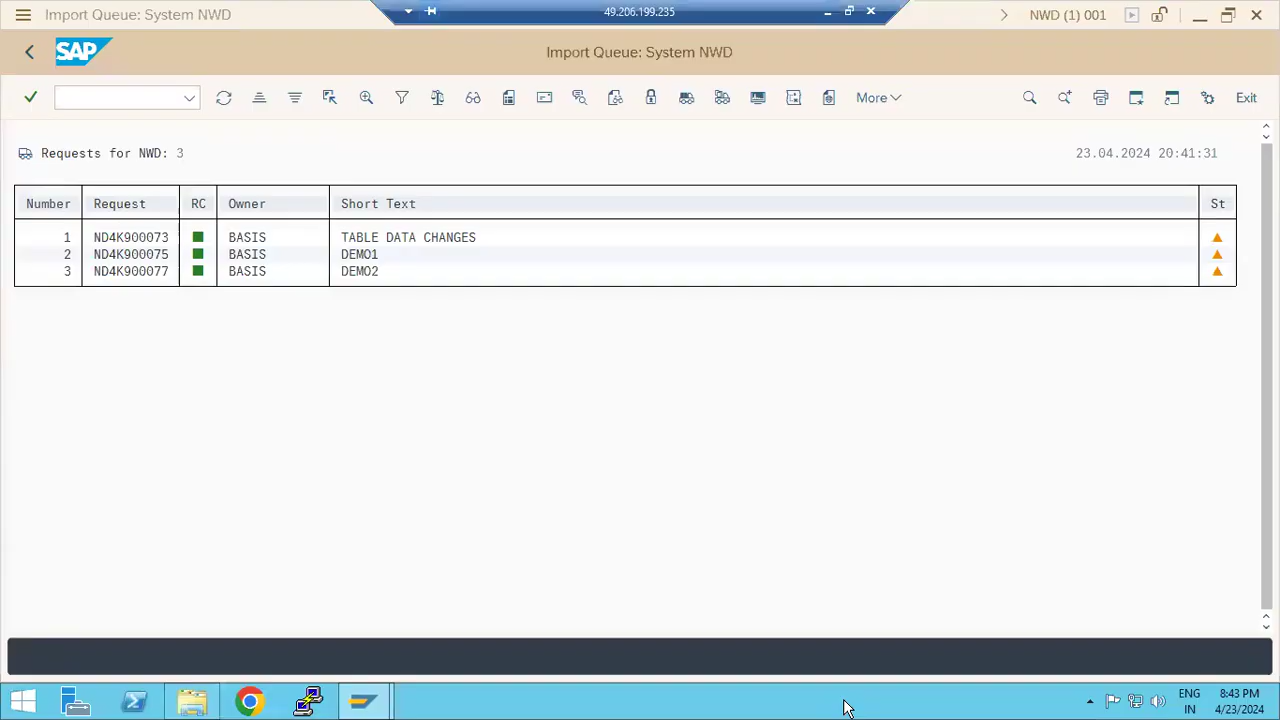 Import Queue: System NWD
49.206.199.235
NWD (1) 001
SAP
Import Queue: System NWD
More
Exit
Requests for NWD: 3
23.04.2024 20:41:31
Number Request RC Owner Short Text St
1 ND4K900073 BASIS TABLE DATA CHANGES
2 ND4K900075 BASIS DEMO1
3 ND4K900077 BASIS DEMO2
ENG 8:43 PM
IN 4/23/2024